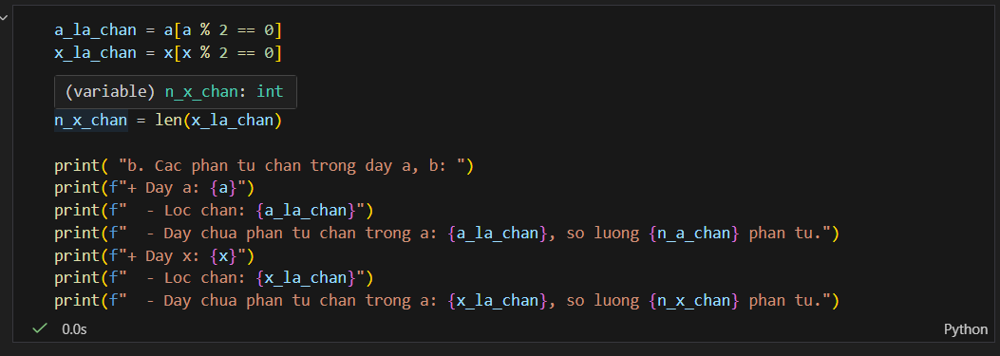 a_la_chan = a[a % 2 == 0]
x_la_chan = x[x % 2 == 0]
(variable) n_x_chan: int
n_x_chan = len(x_la_chan)
print( "b. Cac phan tu chan trong day a, b: ")
print(f"+ Day a: {a}")
print(f"  - Loc chan: {a_la_chan}")
print(f"  - Day chua phan tu chan trong a: {a_la_chan}, so luong {n_a_chan} phan tu.")
print(f"+ Day x: {x}")
print(f"  - Loc chan: {x_la_chan}")
print(f"  - Day chua phan tu chan trong a: {x_la_chan}, so luong {n_x_chan} phan tu.")
0.0s Python